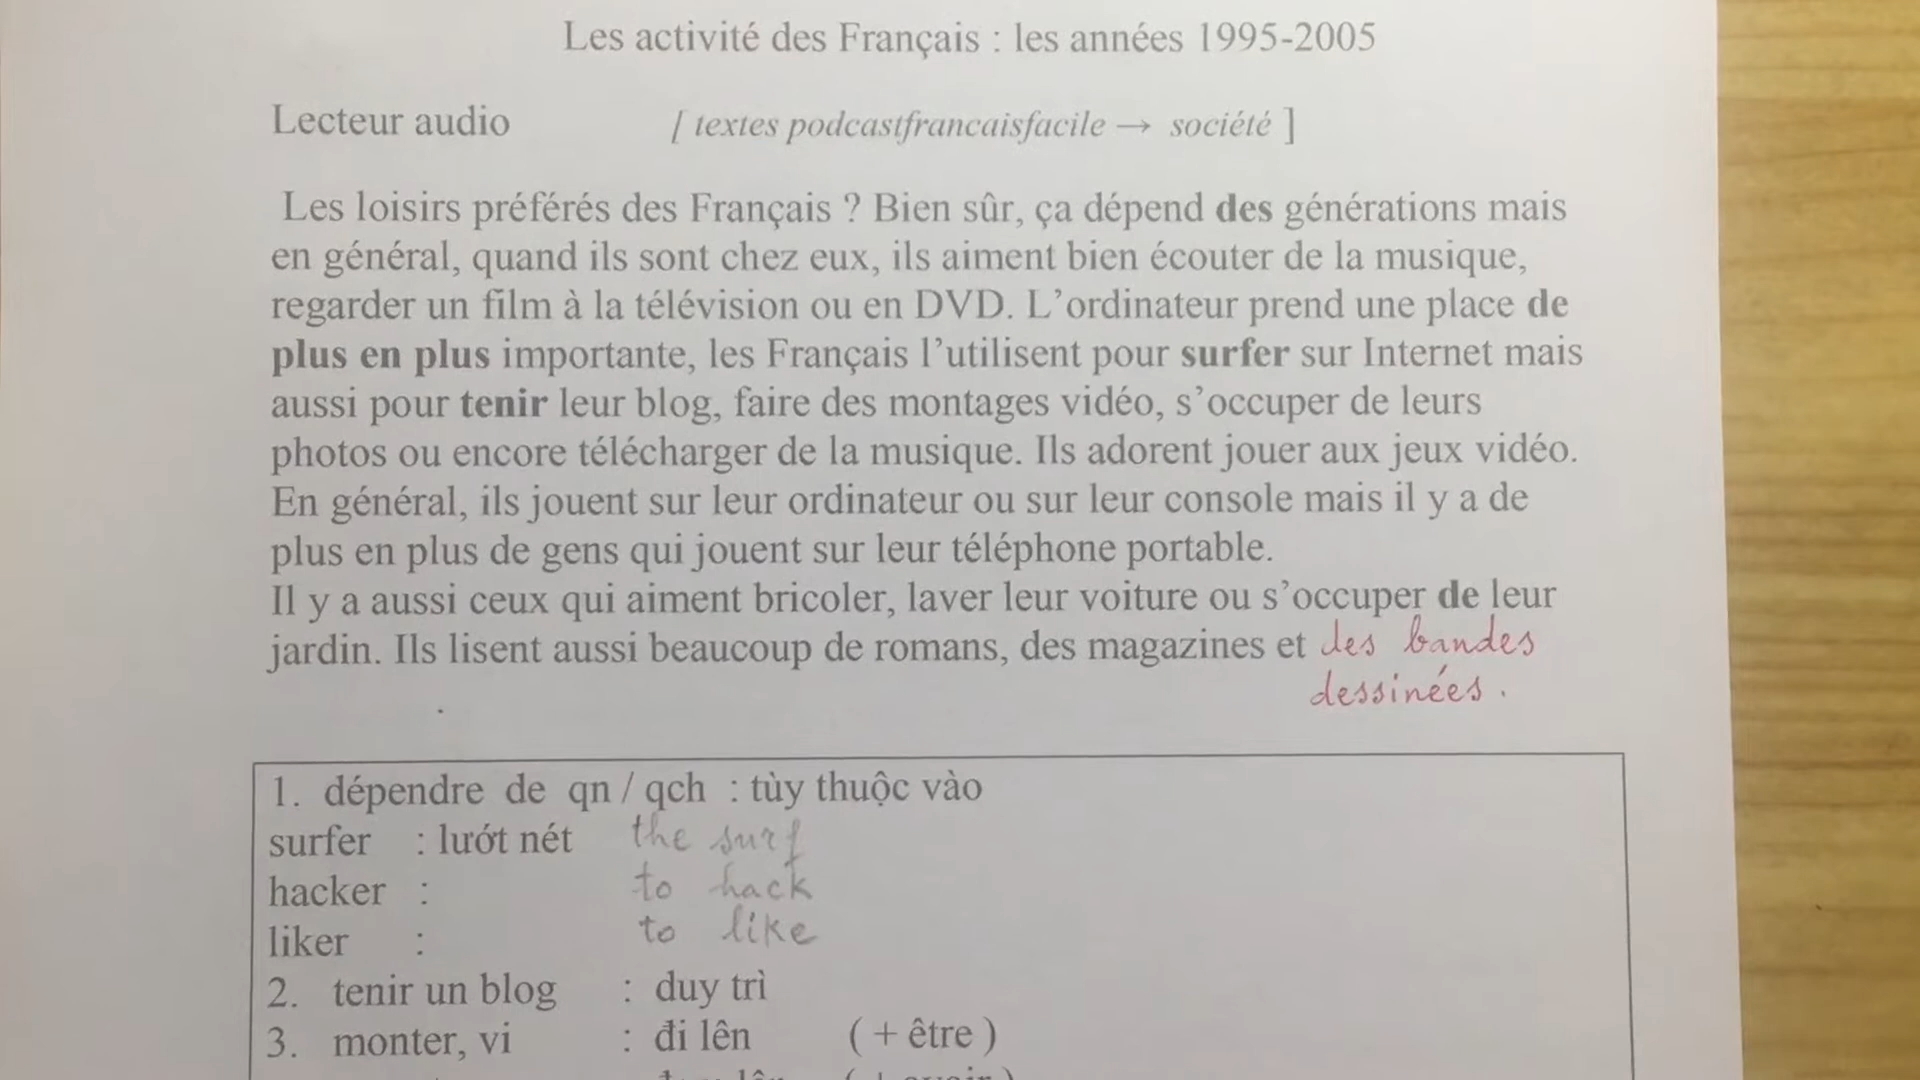 Les activité des Français : les années 1995-2005
Lecteur audio [ textes podcastfrancaisfacile → société ]
Les loisirs préférés des Français ? Bien sûr, ça dépend des générations mais
en général, quand ils sont chez eux, ils aiment bien écouter de la musique,
regarder un film à la télévision ou en DVD. L’ordinateur prend une place de
plus en plus importante, les Français l’utilisent pour surfer sur Internet mais
aussi pour tenir leur blog, faire des montages vidéo, s’occuper de leurs
photos ou encore télécharger de la musique. Ils adorent jouer aux jeux vidéo.
En général, ils jouent sur leur ordinateur ou sur leur console mais il y a de
plus en plus de gens qui jouent sur leur téléphone portable.
Il y a aussi ceux qui aiment bricoler, laver leur voiture ou s’occuper de leur
jardin. Ils lisent aussi beaucoup de romans, des magazines et des bandes
dessinées.
1. dépendre de qn / qch : tùy thuộc vào
surfer : lướt nét the surf
hacker : to hack
liker : to like
2. tenir un blog : duy trì
3. monter, vi : đi lên ( + être )